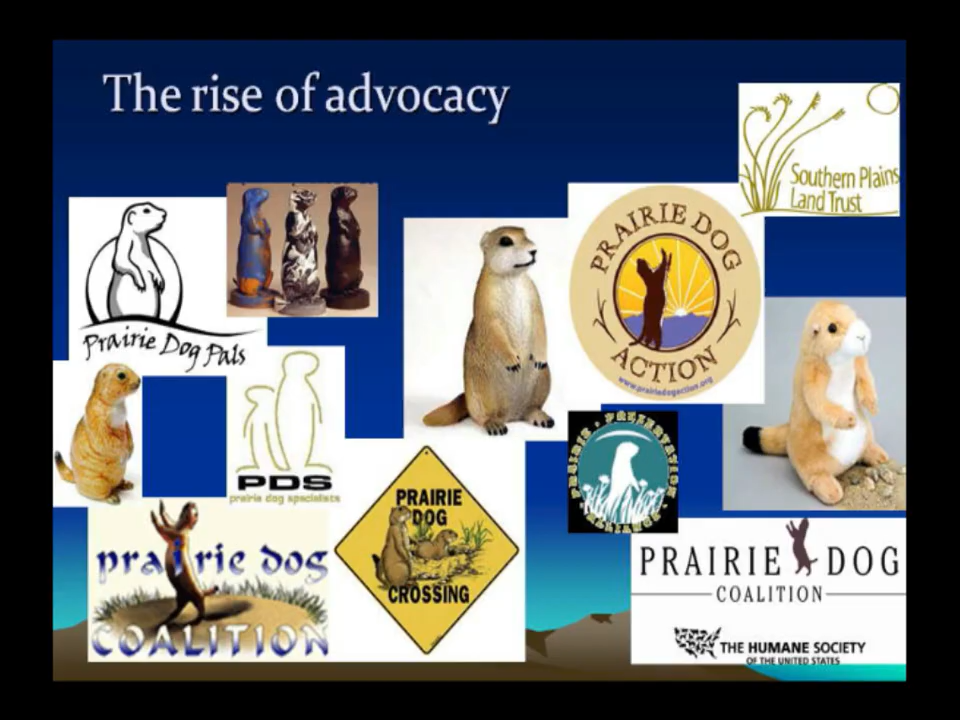 The rise of advocacy
Southern Plains
Land Trust
PRAIRIE DOG
ACTION
www.prairiedogaction.org
Prairie Dog Pals
PDS
prairie dog specialists
PRAIRIE PRESERVATION ALLIANCE
PRAIRIE
DOG
CROSSING
prairie dog
COALITION
PRAIRIE DOG
COALITION
THE HUMANE SOCIETY
OF THE UNITED STATES